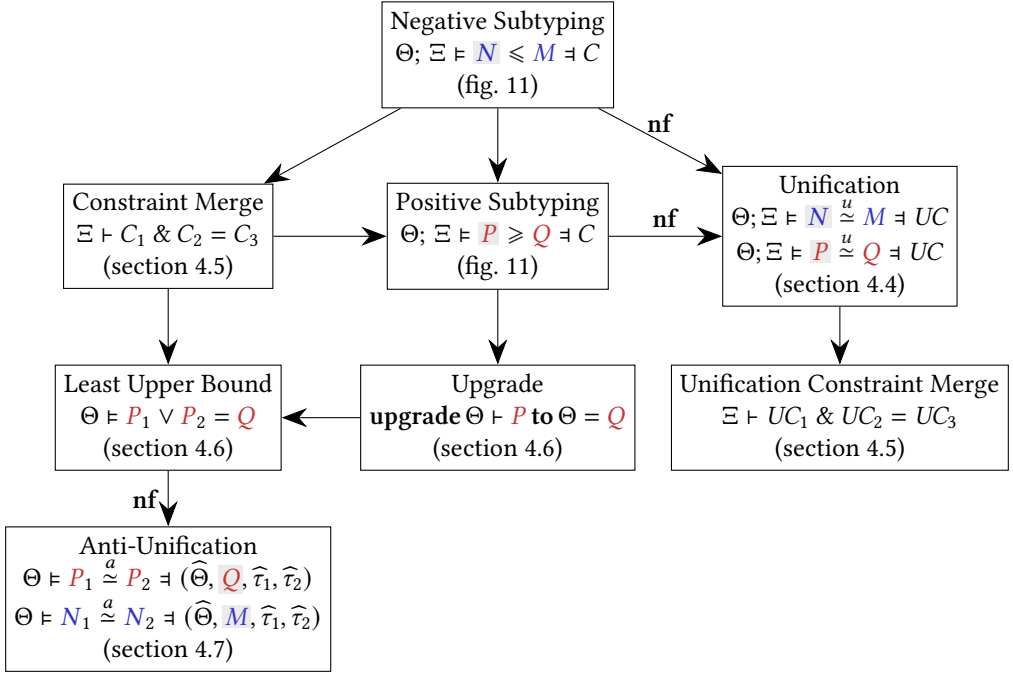 Negative Subtyping
Θ; Ξ ⊨ N ⩽ M ⫤ C
(fig. 11)
nf
Constraint Merge
Ξ ⊢ C₁ & C₂ = C₃
(section 4.5)
Positive Subtyping
Θ; Ξ ⊨ P ⩾ Q ⫤ C
(fig. 11)
nf
Unification
Θ; Ξ ⊨ N ≃ᵘ M ⫤ UC
Θ; Ξ ⊨ P ≃ᵘ Q ⫤ UC
(section 4.4)
Least Upper Bound
Θ ⊨ P₁ ∨ P₂ = Q
(section 4.6)
Upgrade
upgrade Θ ⊢ P to Θ = Q
(section 4.6)
Unification Constraint Merge
Ξ ⊢ UC₁ & UC₂ = UC₃
(section 4.5)
nf
Anti-Unification
Θ ⊨ P₁ ≃ᵃ P₂ ⫤ (Θ̂, Q, τ̂₁, τ̂₂)
Θ ⊨ N₁ ≃ᵃ N₂ ⫤ (Θ̂, M, τ̂₁, τ̂₂)
(section 4.7)